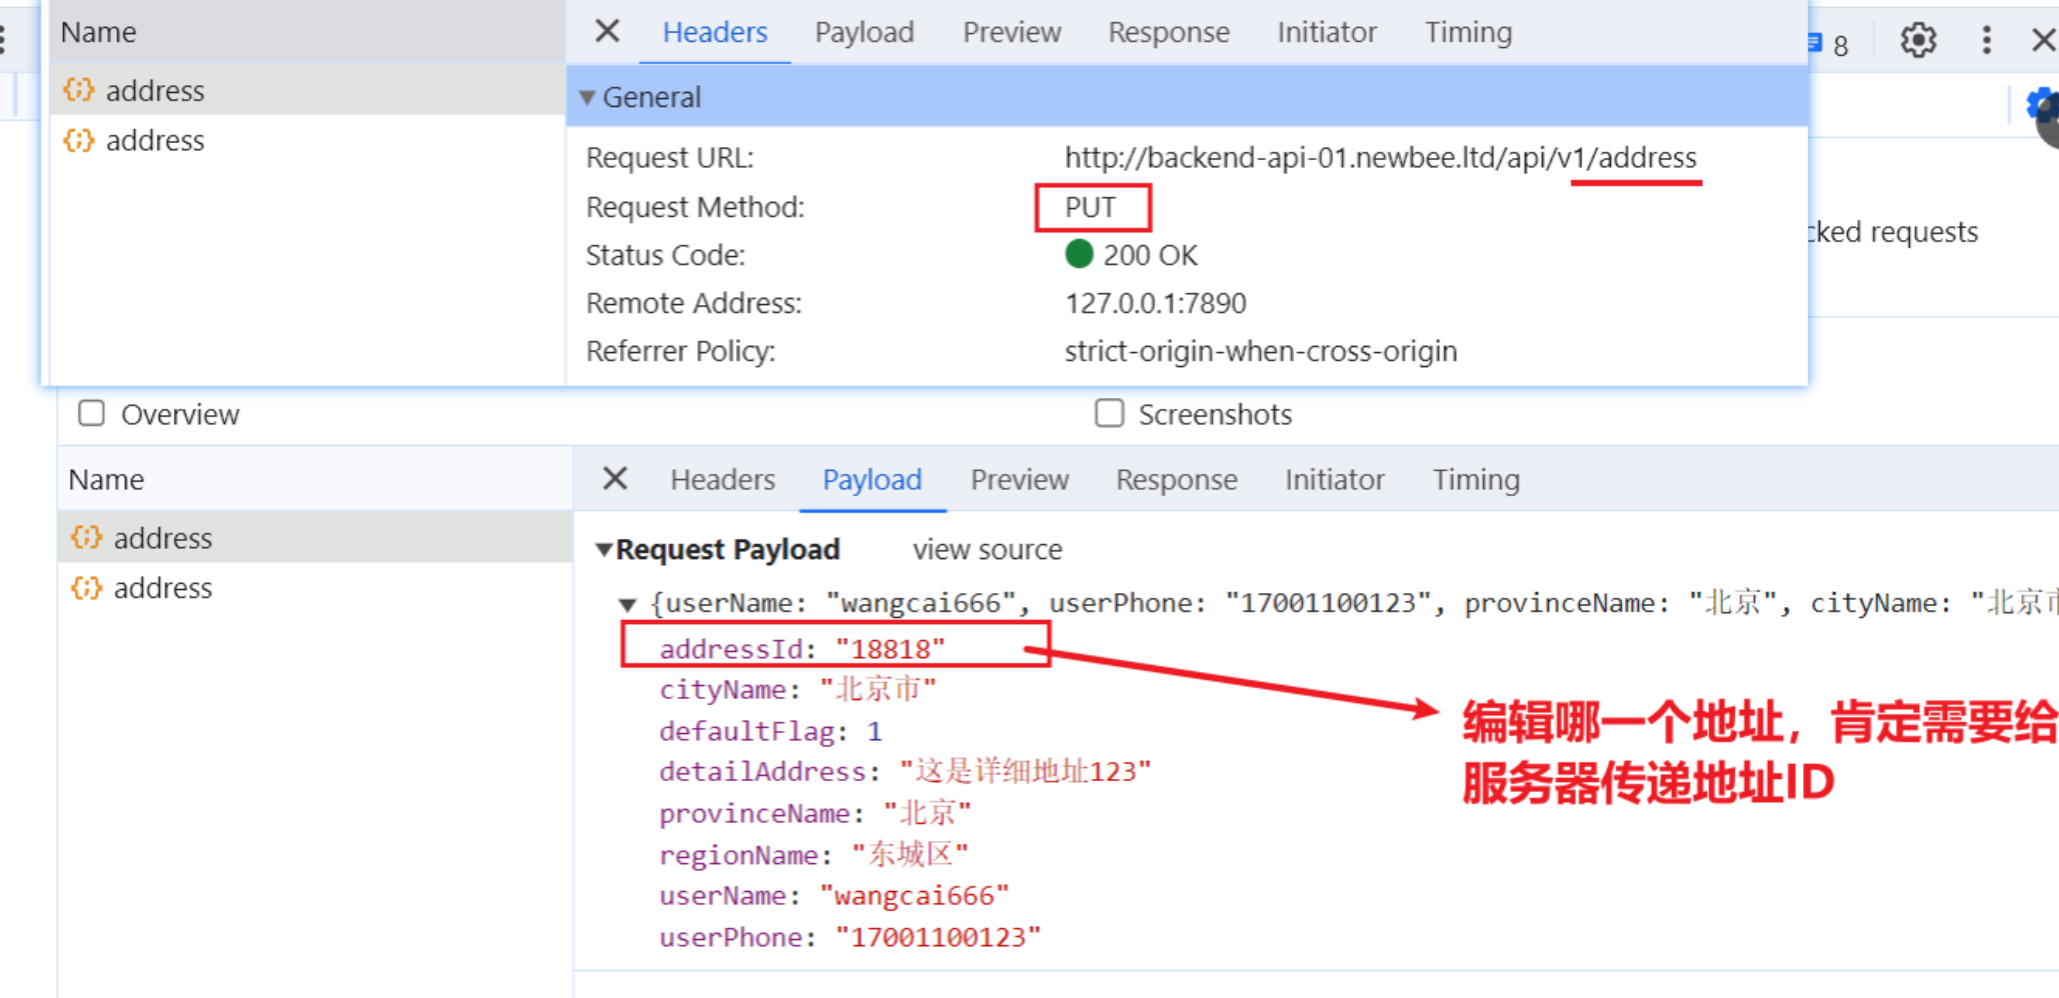 Name
Headers Payload Preview Response Initiator Timing
8
address
address
General
Request URL: http://backend-api-01.newbee.ltd/api/v1/address
Request Method: PUT
cked requests
Status Code: 200 OK
Remote Address: 127.0.0.1:7890
Referrer Policy: strict-origin-when-cross-origin
Overview
Screenshots
Name
Headers Payload Preview Response Initiator Timing
address
address
Request Payload view source
{userName: "wangcai666", userPhone: "17001100123", provinceName: "北京", cityName: "北京市
addressId: "18818"
cityName: "北京市"
defaultFlag: 1
detailAddress: "这是详细地址123"
provinceName: "北京"
regionName: "东城区"
userName: "wangcai666"
userPhone: "17001100123"
编辑哪一个地址，肯定需要给
服务器传递地址ID